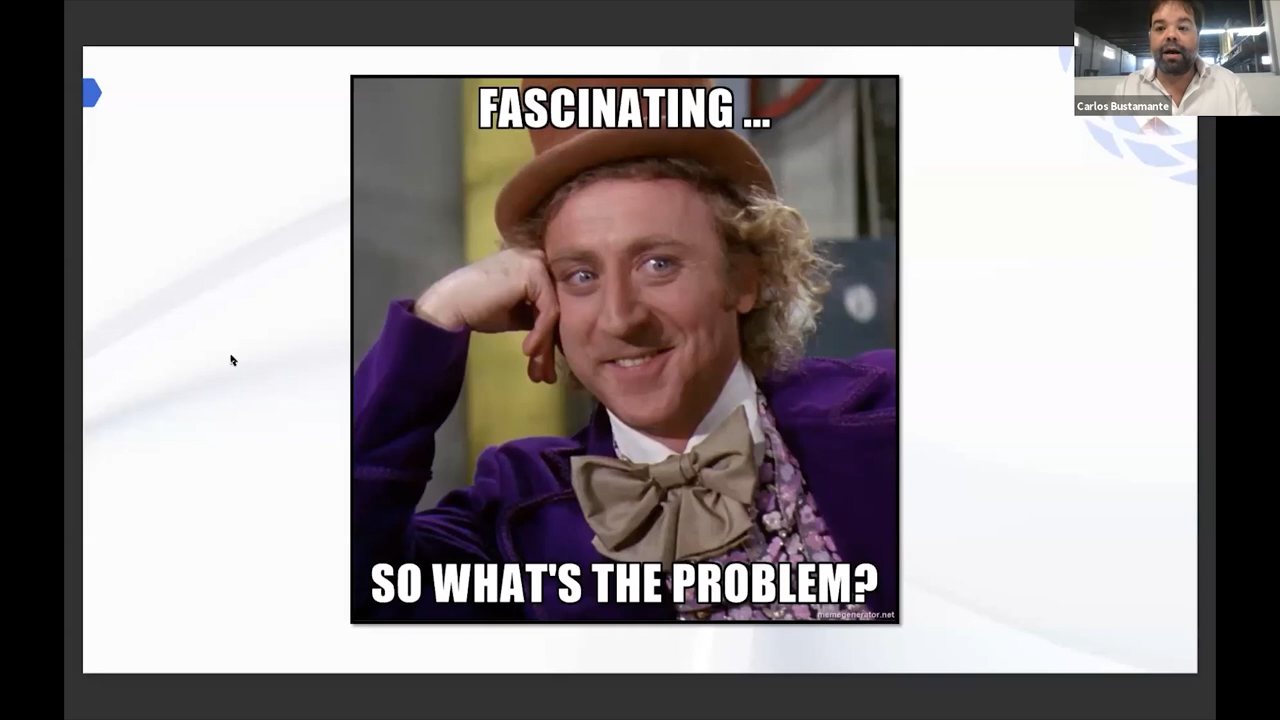 FASCINATING ...
Carlos Bustamante
SO WHAT'S THE PROBLEM?
memegenerator.net